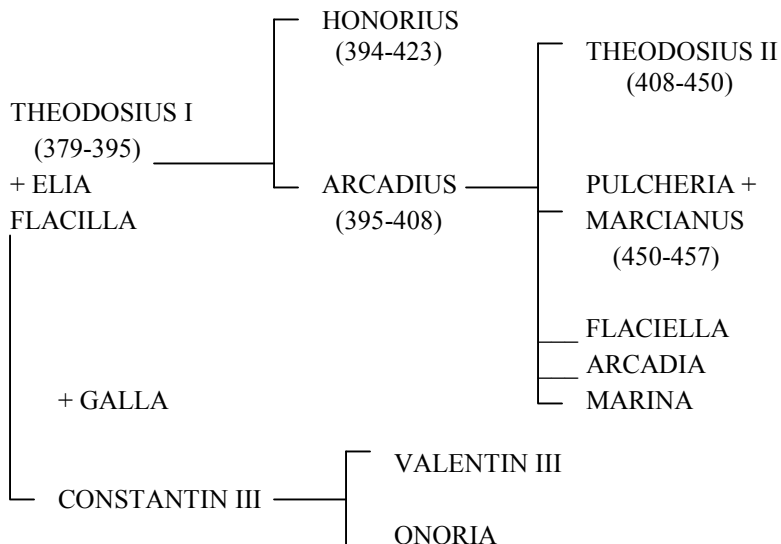 HONORIUS
(394-423)
THEODOSIUS II
(408-450)
THEODOSIUS I
(379-395)
+ ELIA
FLACILLA
ARCADIUS
(395-408)
PULCHERIA +
MARCIANUS
(450-457)
FLACIELLA
ARCADIA
MARINA
+ GALLA
CONSTANTIN III
VALENTIN III
ONORIA